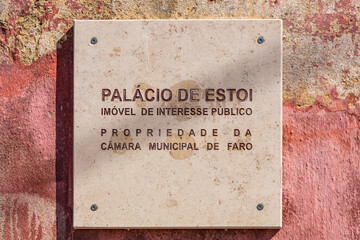 PALÁCIO DE ESTOI
IMÓVEL DE INTERESSE PÚBLICO
PROPRIEDADE DA
CÂMARA MUNICIPAL DE FARO